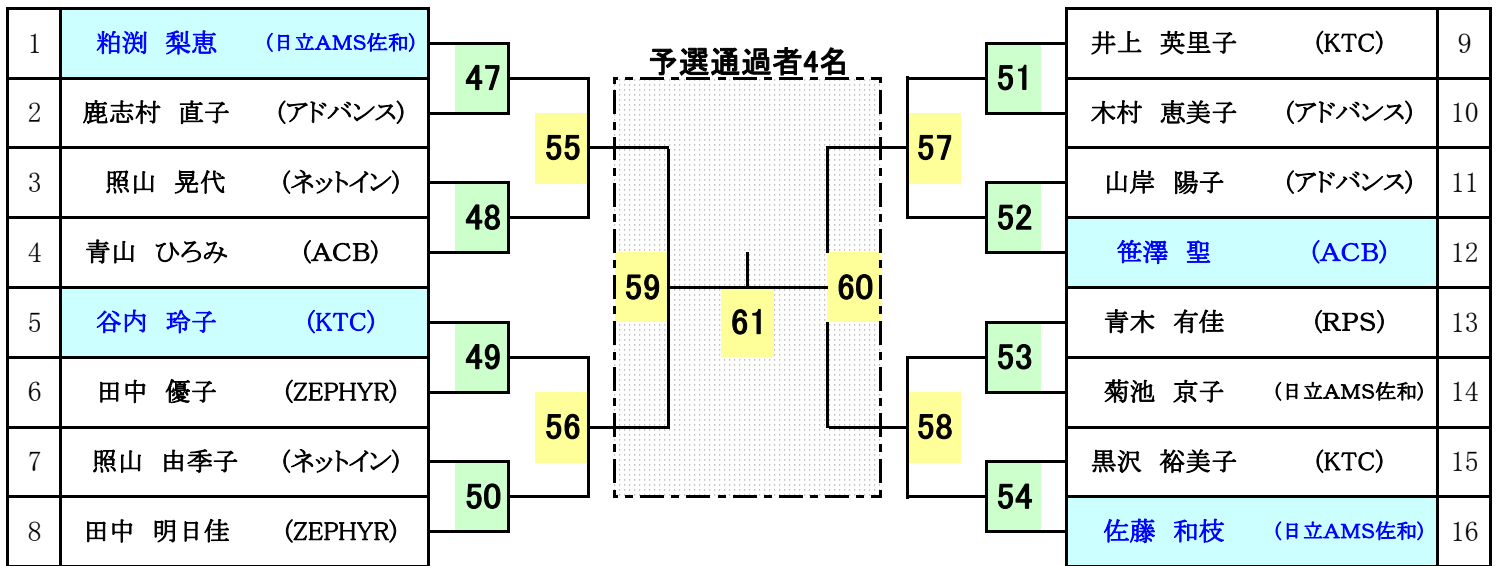 1 粕渕 梨恵 (日立AMS佐和)
2 鹿志村 直子 (アドバンス)
3 照山 晃代 (ネットイン)
4 青山 ひろみ (ACB)
5 谷内 玲子 (KTC)
6 田中 優子 (ZEPHYR)
7 照山 由季子 (ネットイン)
8 田中 明日佳 (ZEPHYR)
47
48
49
50
55
56
予選通過者4名
59
61
60
57
58
51
52
53
54
井上 英里子 (KTC) 9
木村 恵美子 (アドバンス) 10
山岸 陽子 (アドバンス) 11
笹澤 聖 (ACB) 12
青木 有佳 (RPS) 13
菊池 京子 (日立AMS佐和) 14
黒沢 裕美子 (KTC) 15
佐藤 和枝 (日立AMS佐和) 16